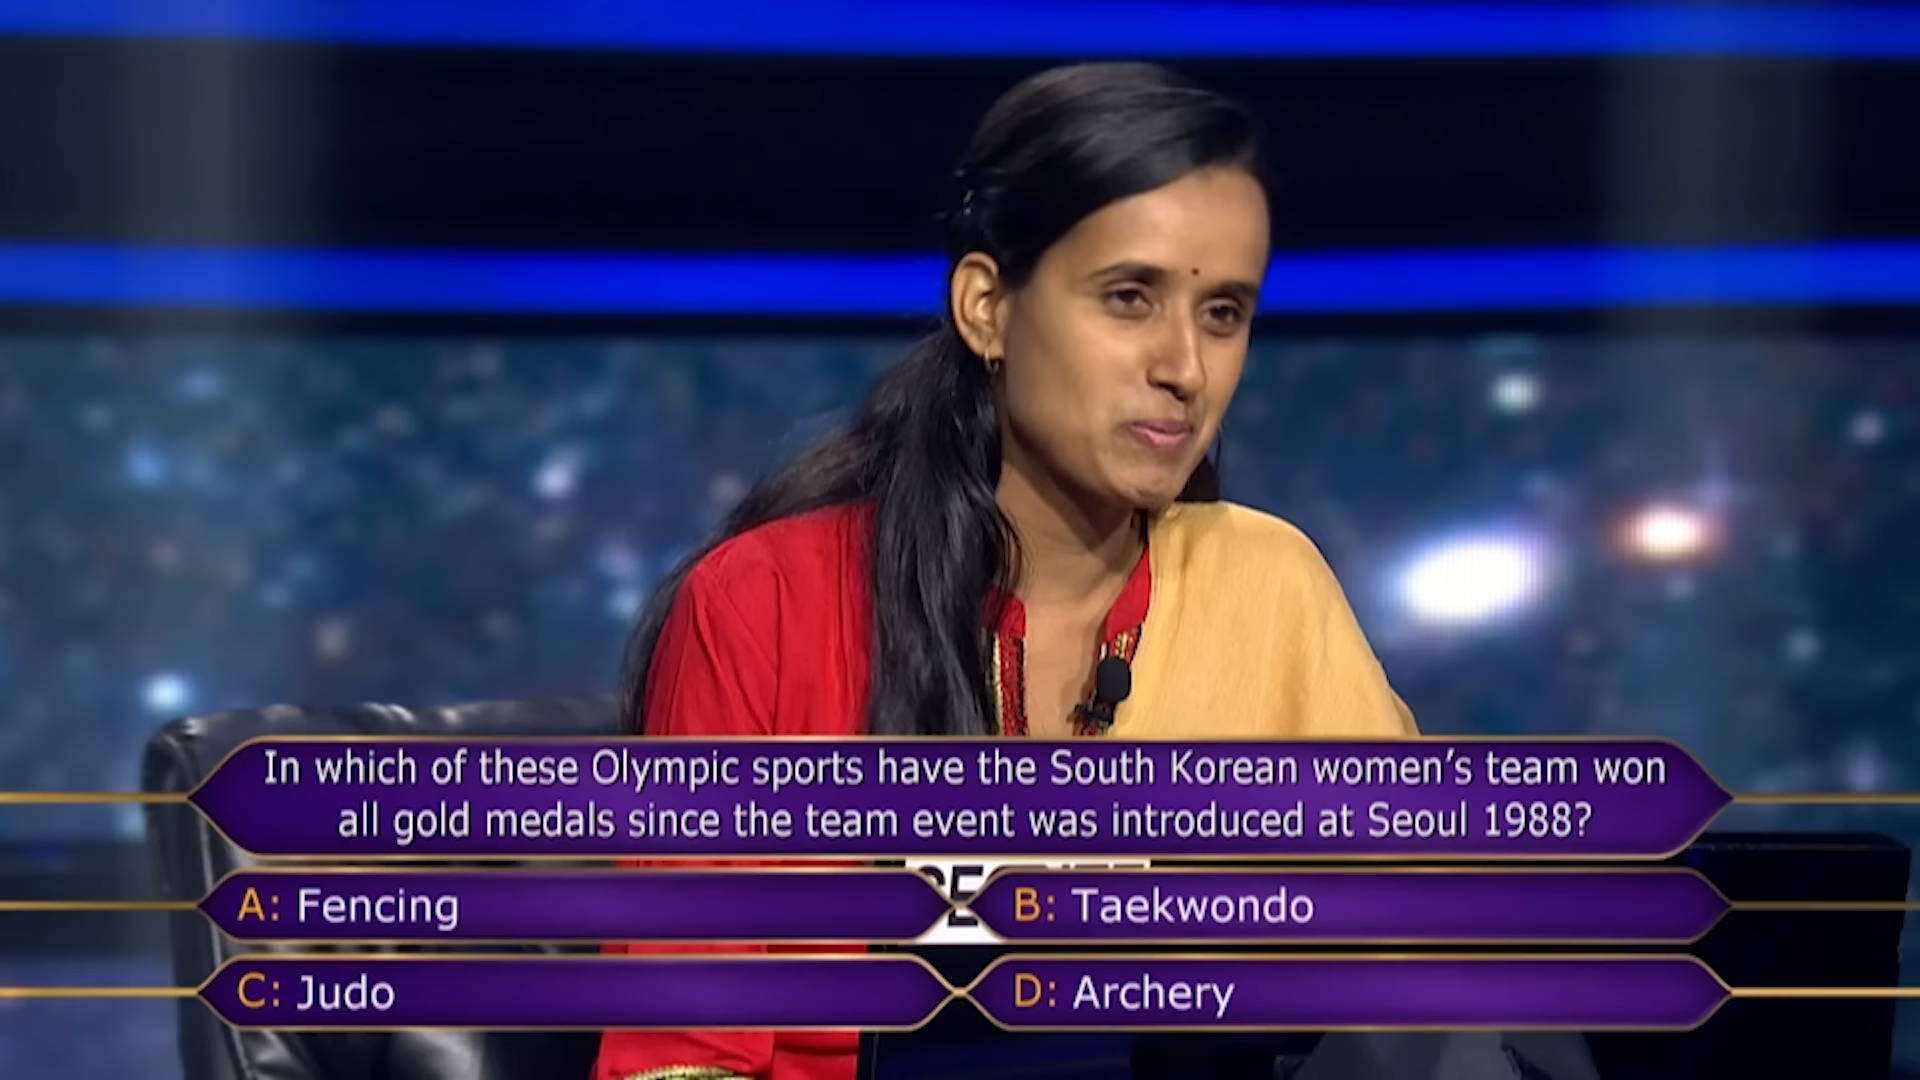 In which of these Olympic sports have the South Korean women’s team won
all gold medals since the team event was introduced at Seoul 1988?
A: Fencing
B: Taekwondo
C: Judo
D: Archery